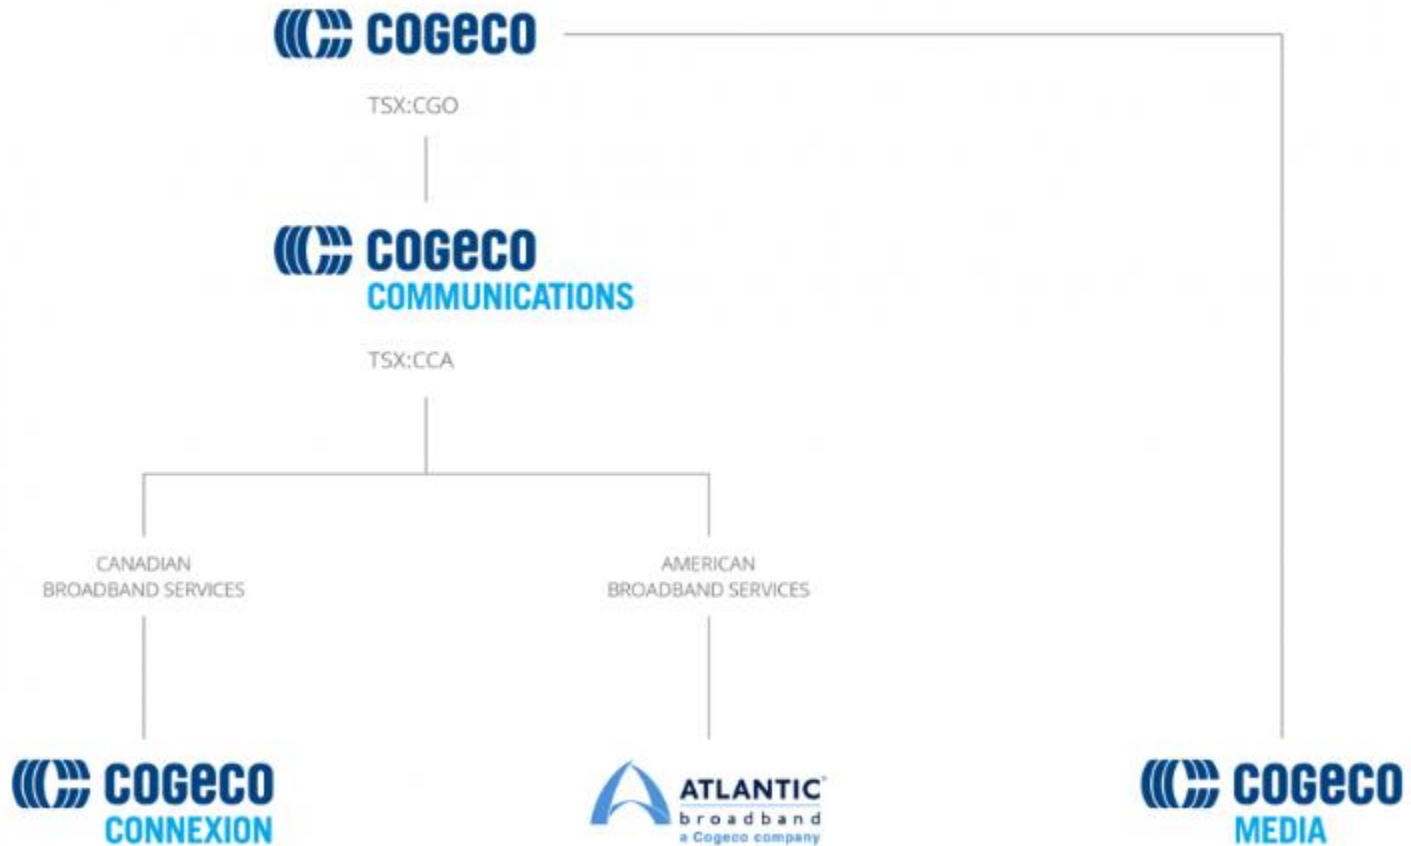 COGECO
TSX:CGO
COGECO
COMMUNICATIONS
TSX:CCA
CANADIAN
BROADBAND SERVICES
AMERICAN
BROADBAND SERVICES
COGECO
CONNEXION
ATLANTIC
broadband
a Cogeco company
COGECO
MEDIA